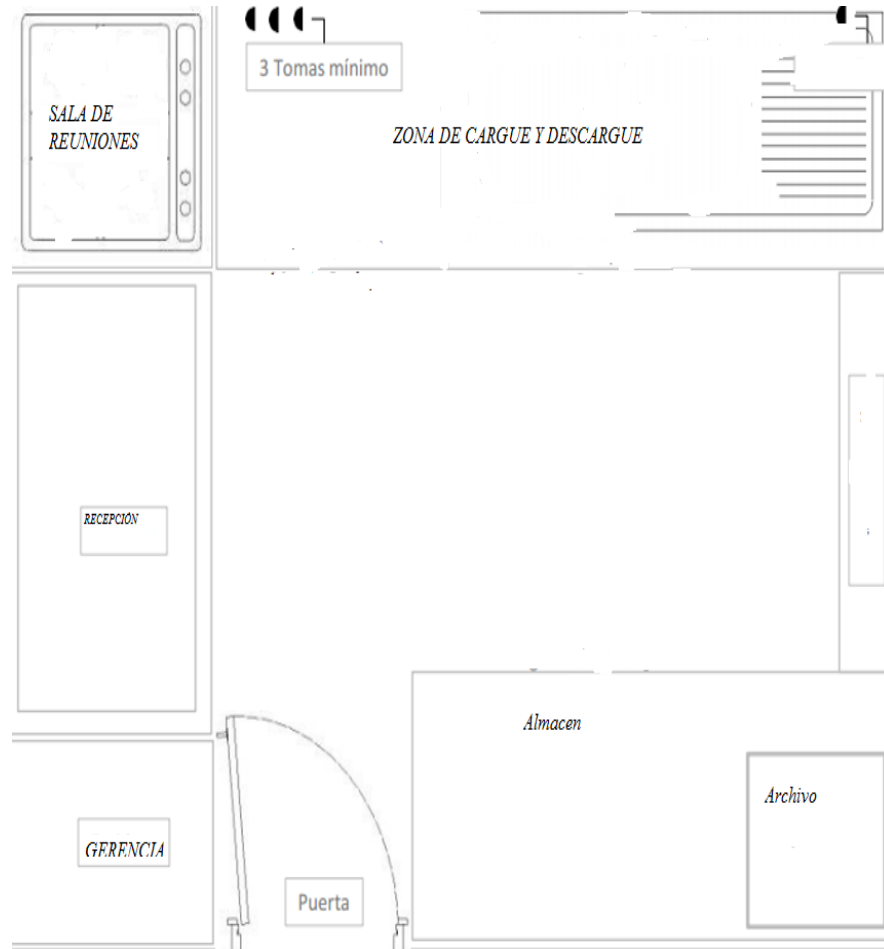 3 Tomas mínimo
SALA DE
REUNIONES
ZONA DE CARGUE Y DESCARGUE
RECEPCIÓN
Almacen
Archivo
GERENCIA
Puerta